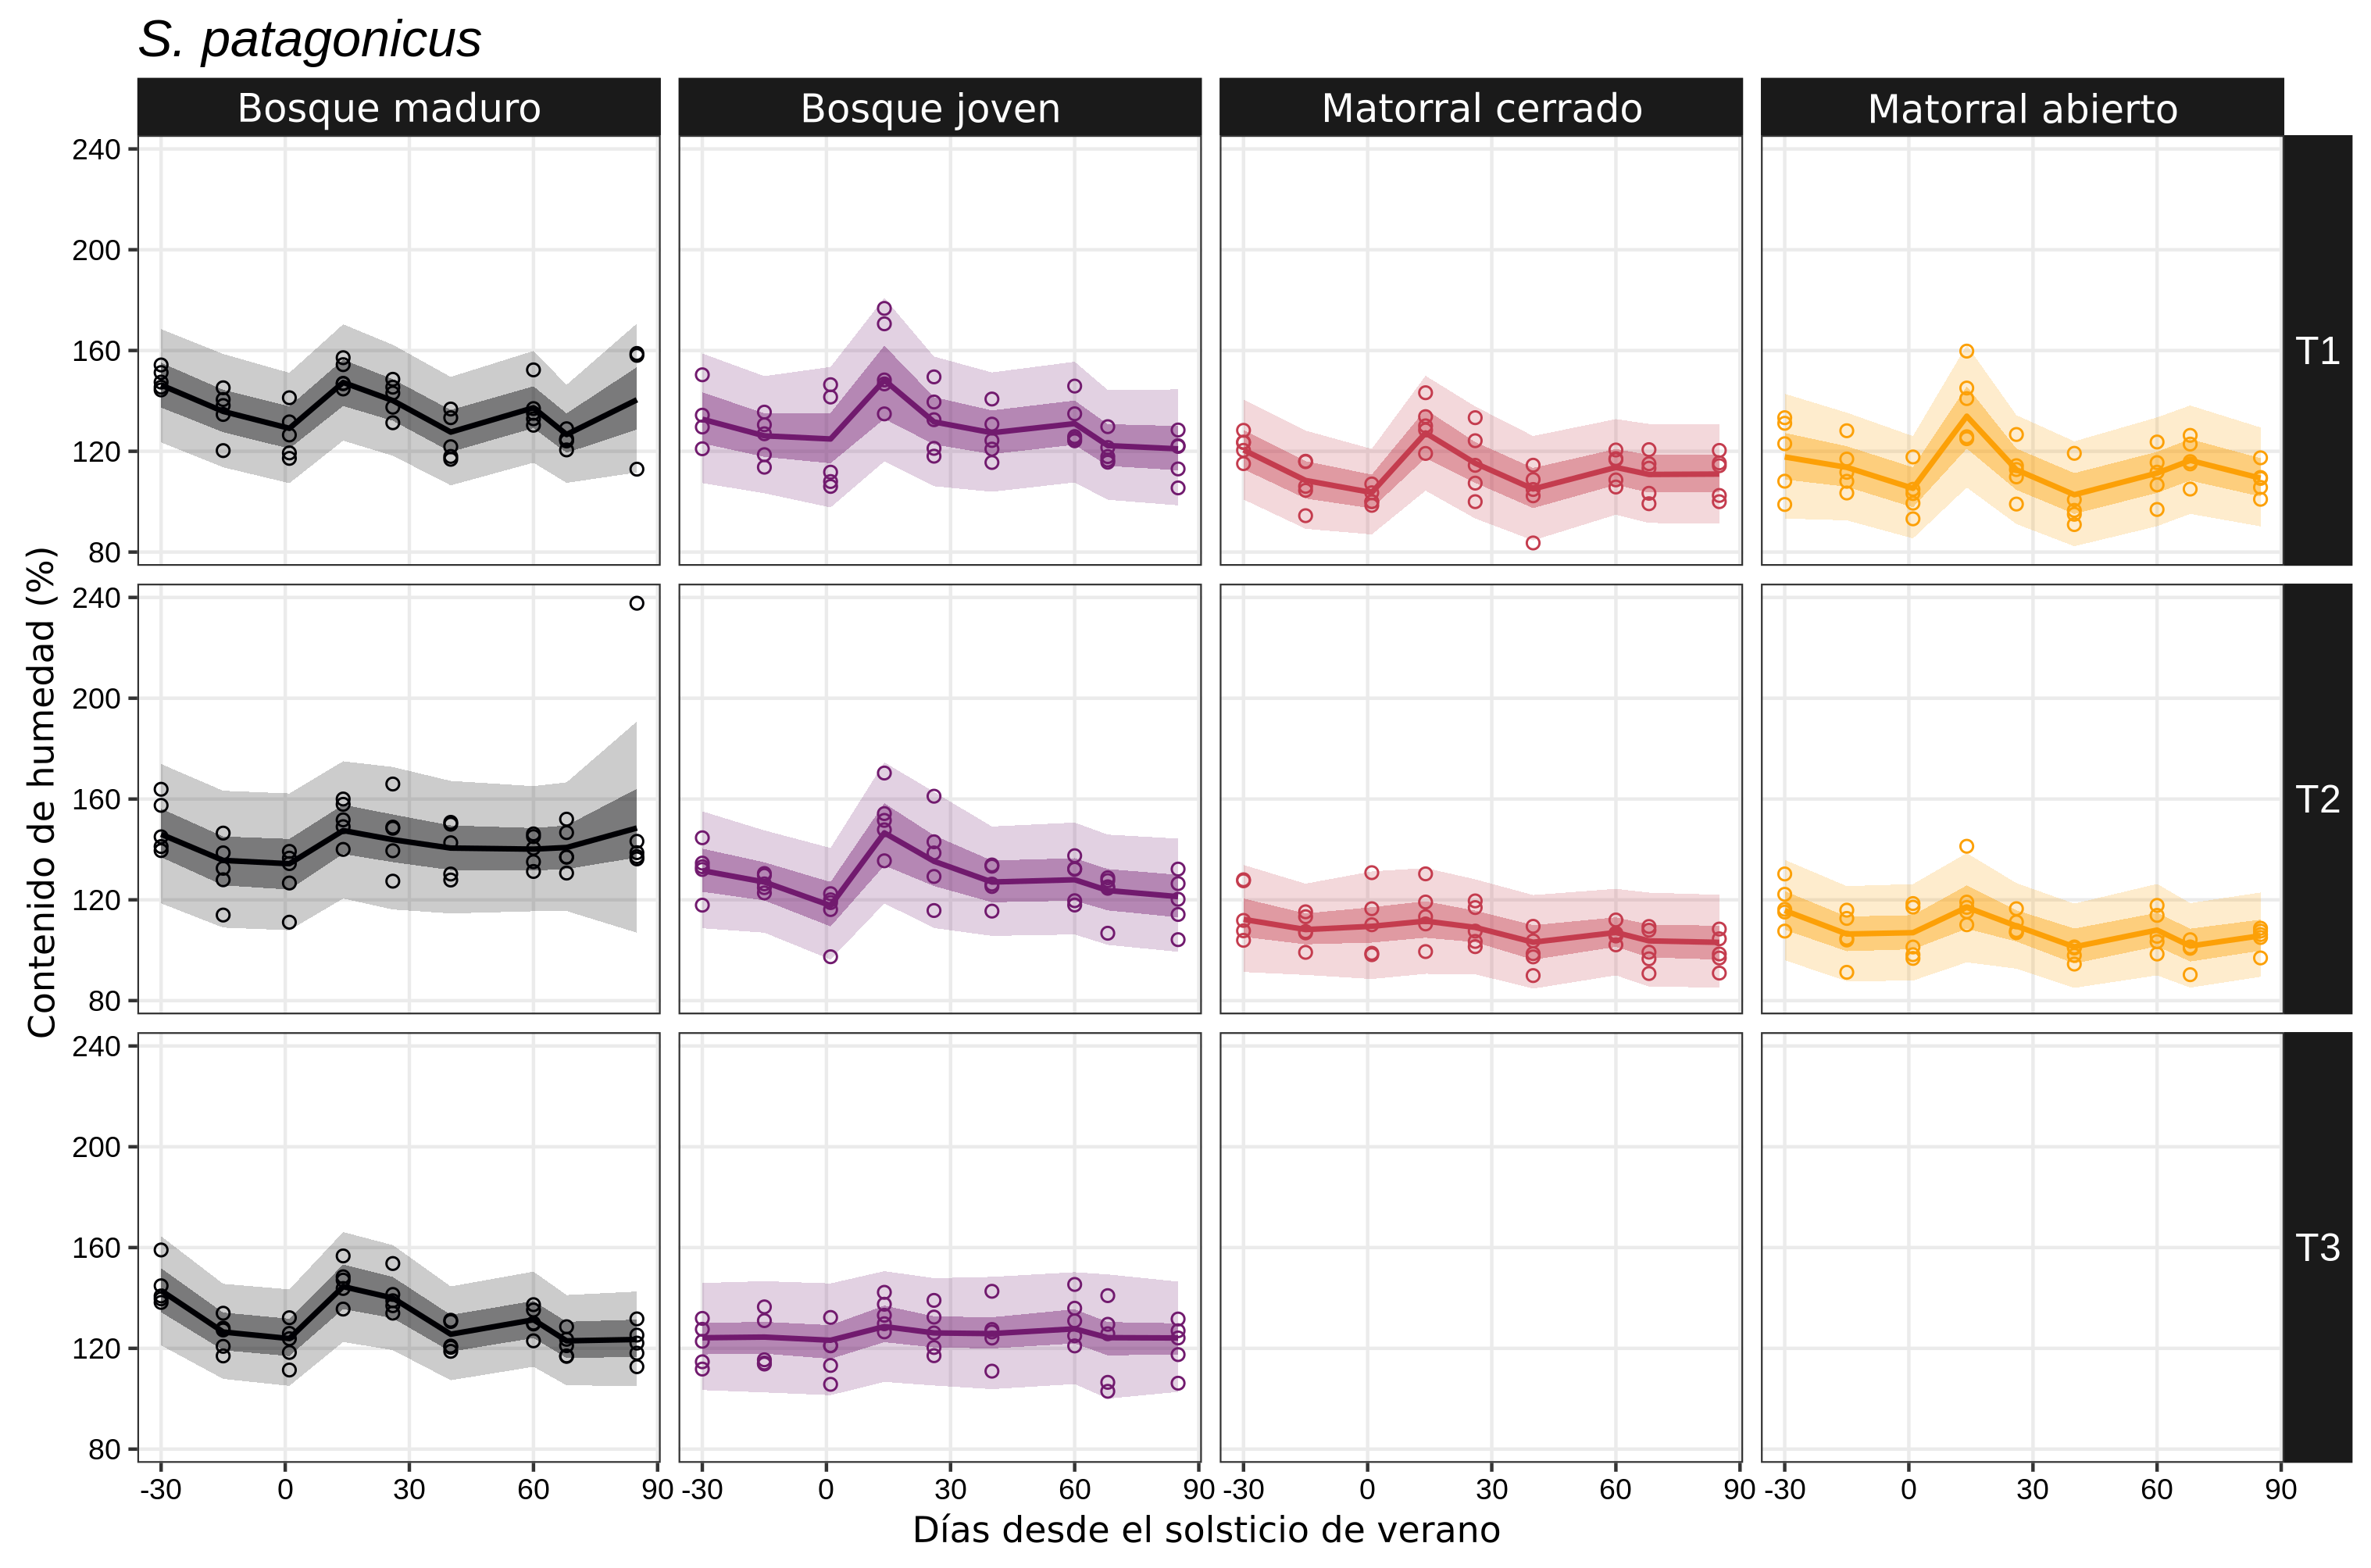 S. patagonicus
Bosque maduro Bosque joven Matorral cerrado Matorral abierto
240
200
160
120
80
T1
240
200
160
120
80
T2
240
200
160
120
80
T3
Contenido de humedad (%)
-30 0 30 60 90 -30 0 30 60 90 -30 0 30 60 90 -30 0 30 60 90
Días desde el solsticio de verano